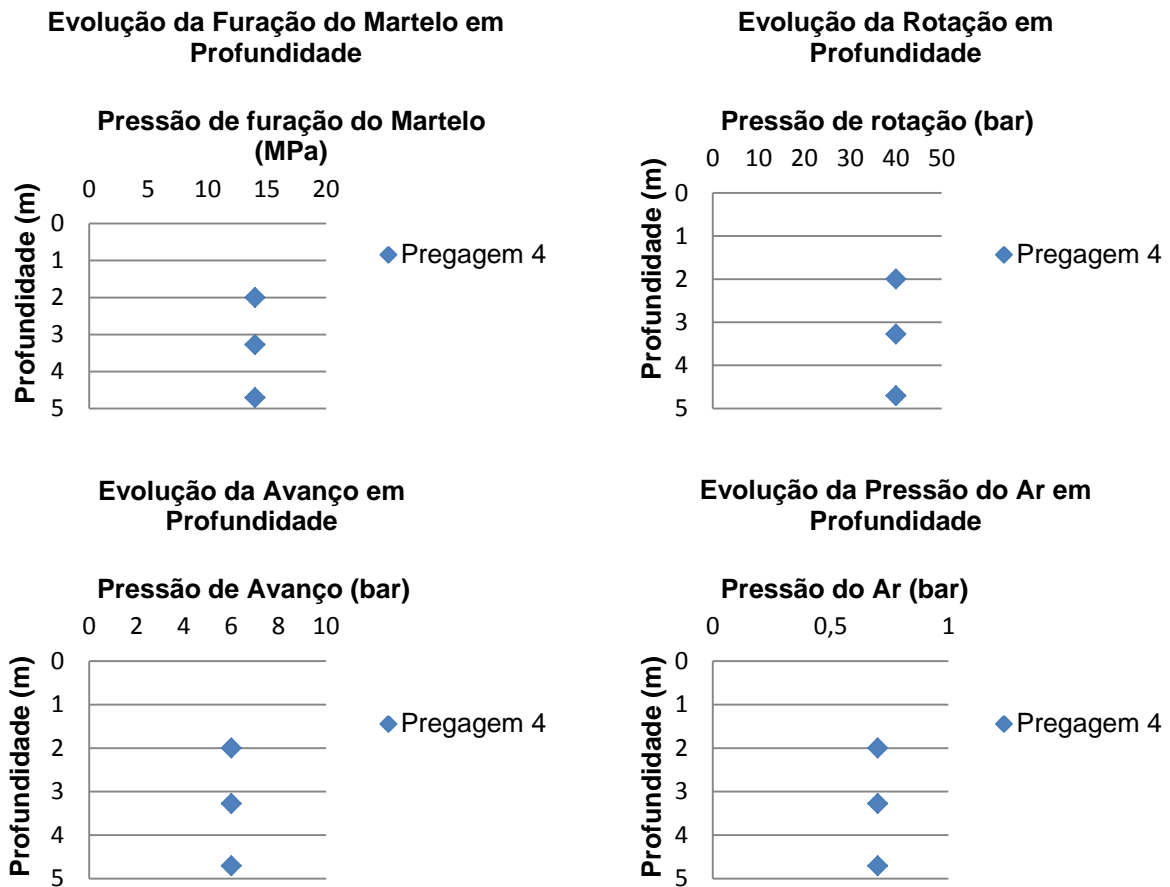 Evolução da Furação do Martelo em
Profundidade
Pressão de furação do Martelo
(MPa)
0 5 10 15 20
Profundidade (m)
0
1
2
3
4
5
Pregagem 4
Evolução da Rotação em
Profundidade
Pressão de rotação (bar)
0 10 20 30 40 50
Profundidade (m)
0
1
2
3
4
5
Pregagem 4
Evolução da Avanço em
Profundidade
Pressão de Avanço (bar)
0 2 4 6 8 10
Profundidade (m)
0
1
2
3
4
5
Pregagem 4
Evolução da Pressão do Ar em
Profundidade
Pressão do Ar (bar)
0 0,5 1
Profundidade (m)
0
1
2
3
4
5
Pregagem 4